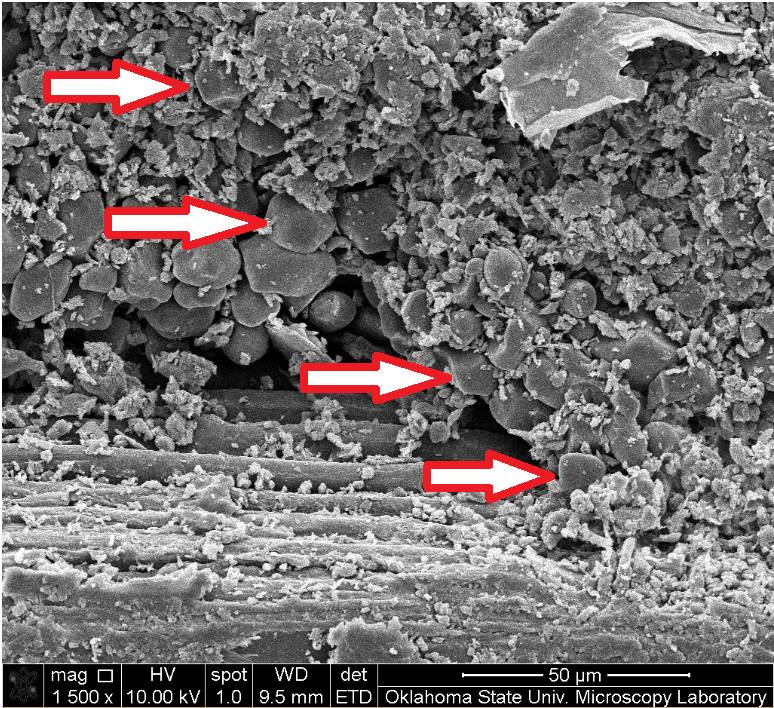 mag □ HV spot WD det 50 µm
1 500 x 10.00 kV 1.0 9.5 mm ETD Oklahoma State Univ. Microscopy Laboratory